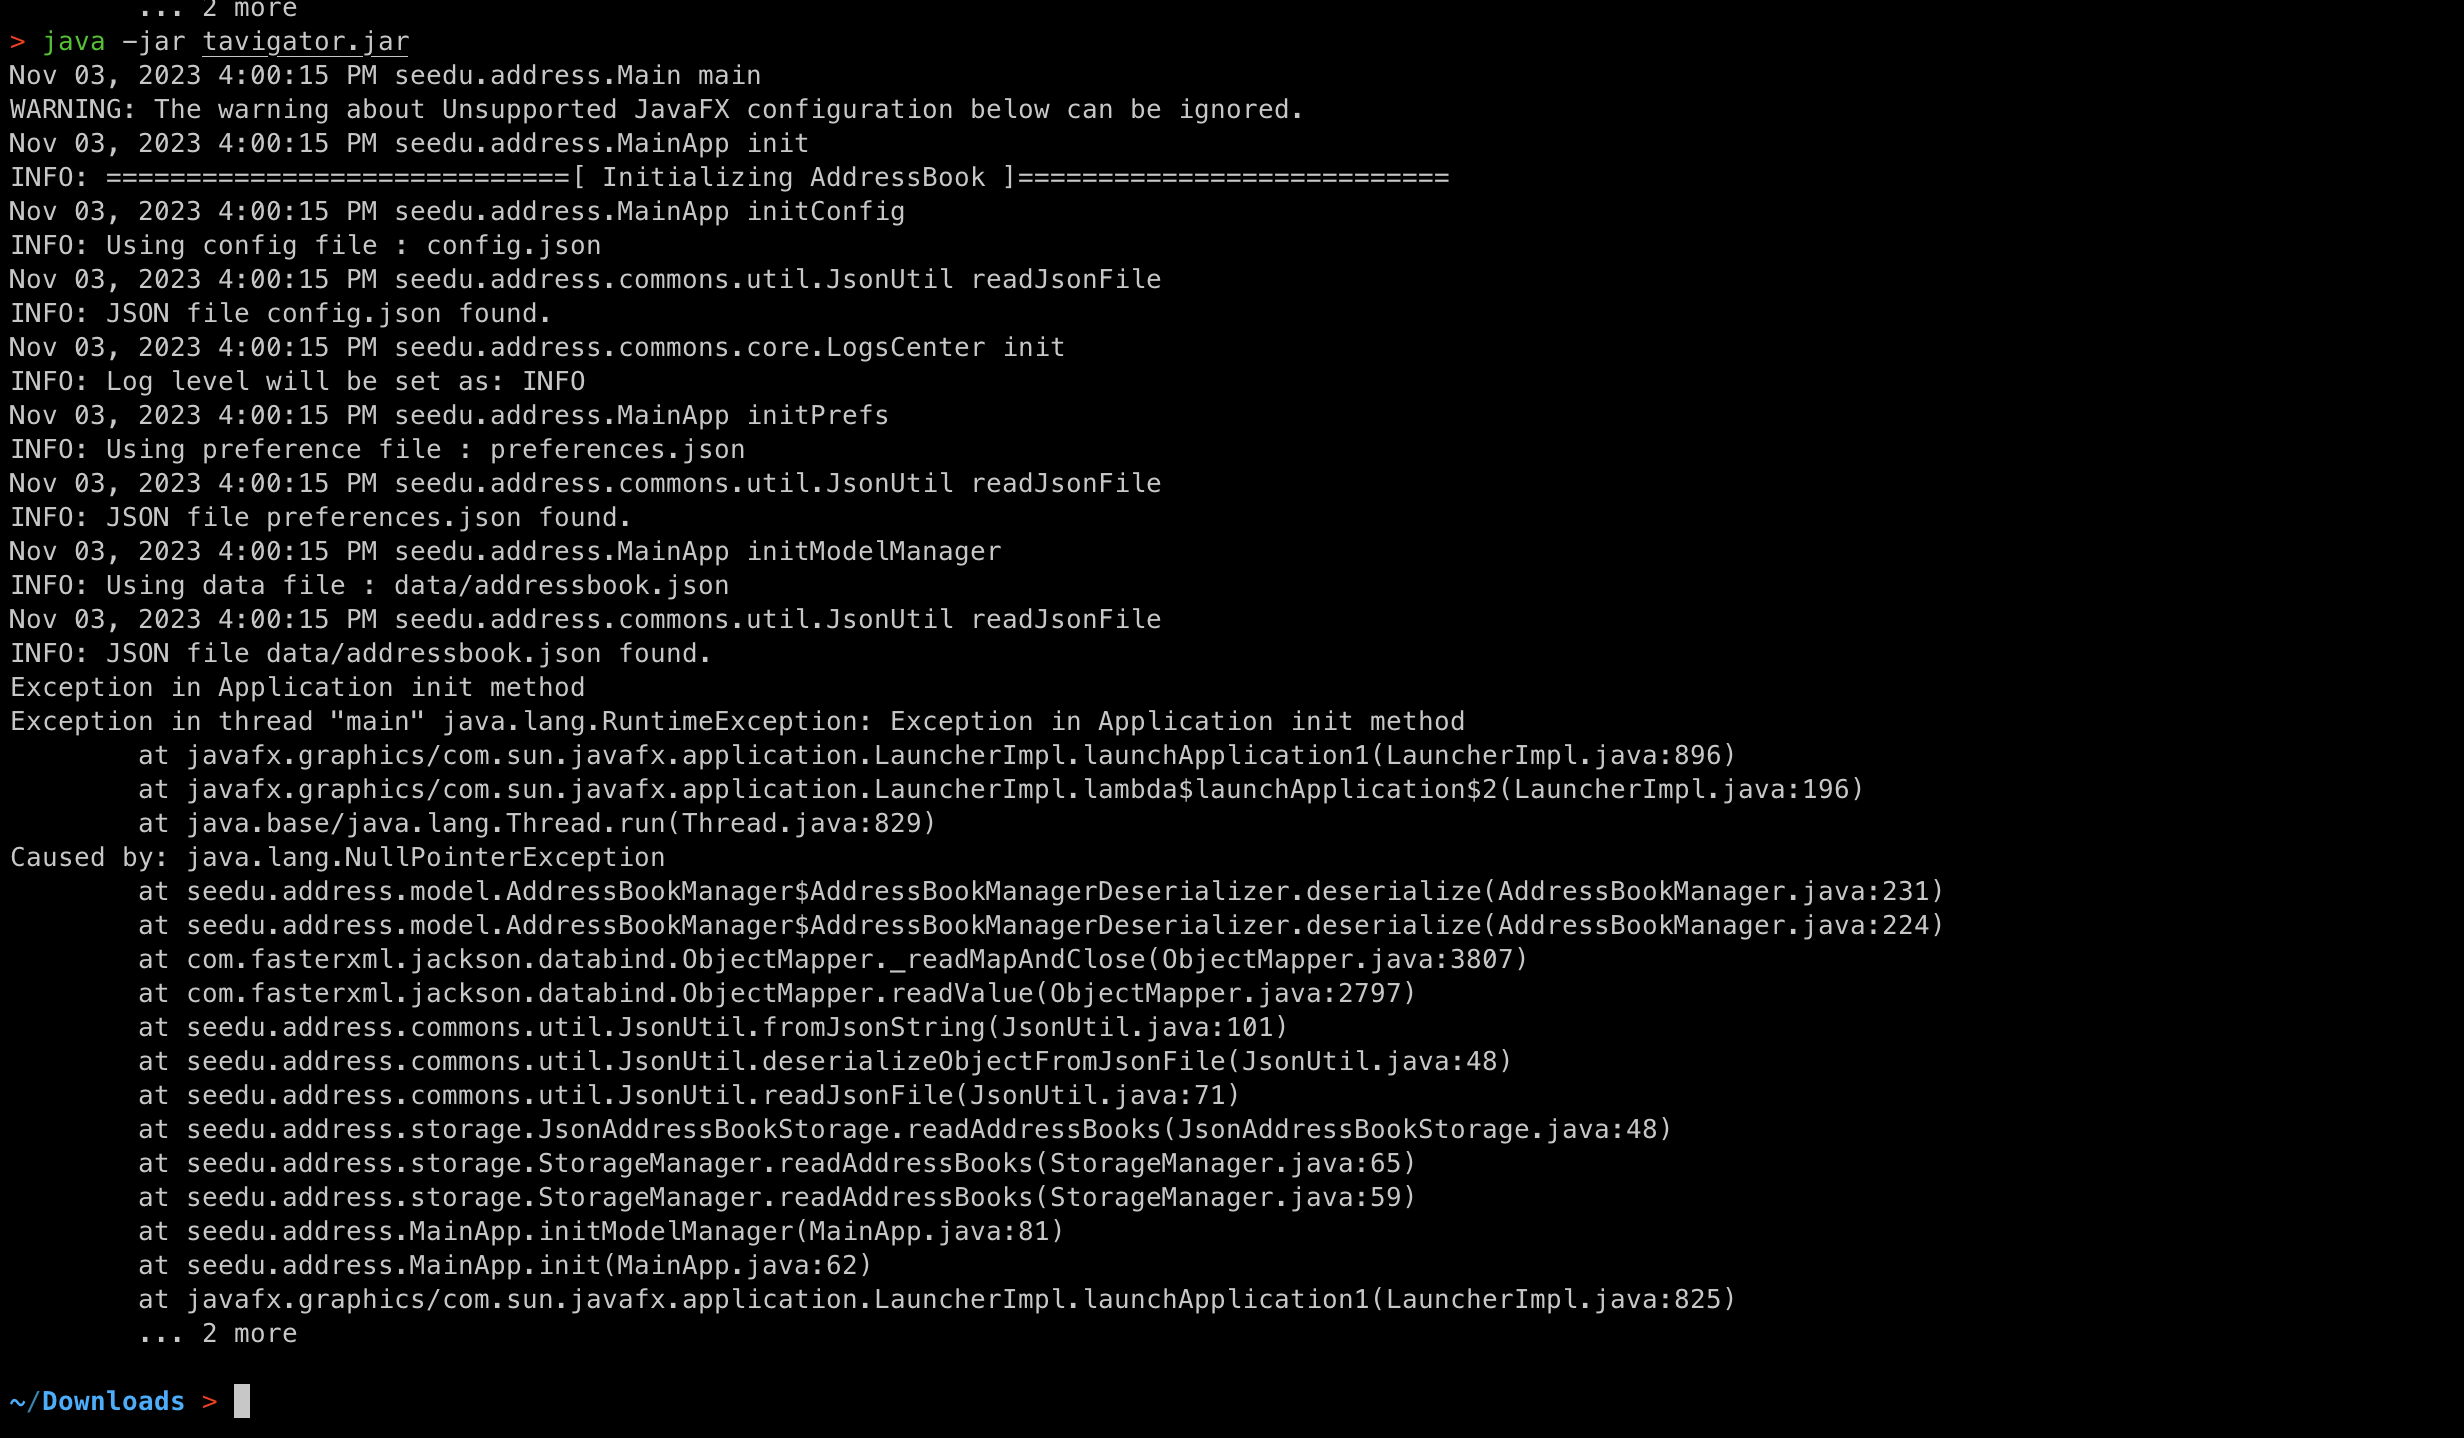 ... 2 more
> java -jar tavigator.jar
Nov 03, 2023 4:00:15 PM seedu.address.Main main
WARNING: The warning about Unsupported JavaFX configuration below can be ignored.
Nov 03, 2023 4:00:15 PM seedu.address.MainApp init
INFO: =============================[ Initializing AddressBook ]===========================
Nov 03, 2023 4:00:15 PM seedu.address.MainApp initConfig
INFO: Using config file : config.json
Nov 03, 2023 4:00:15 PM seedu.address.commons.util.JsonUtil readJsonFile
INFO: JSON file config.json found.
Nov 03, 2023 4:00:15 PM seedu.address.commons.core.LogsCenter init
INFO: Log level will be set as: INFO
Nov 03, 2023 4:00:15 PM seedu.address.MainApp initPrefs
INFO: Using preference file : preferences.json
Nov 03, 2023 4:00:15 PM seedu.address.commons.util.JsonUtil readJsonFile
INFO: JSON file preferences.json found.
Nov 03, 2023 4:00:15 PM seedu.address.MainApp initModelManager
INFO: Using data file : data/addressbook.json
Nov 03, 2023 4:00:15 PM seedu.address.commons.util.JsonUtil readJsonFile
INFO: JSON file data/addressbook.json found.
Exception in Application init method
Exception in thread "main" java.lang.RuntimeException: Exception in Application init method
at javafx.graphics/com.sun.javafx.application.LauncherImpl.launchApplication1(LauncherImpl.java:896)
at javafx.graphics/com.sun.javafx.application.LauncherImpl.lambda$launchApplication$2(LauncherImpl.java:196)
at java.base/java.lang.Thread.run(Thread.java:829)
Caused by: java.lang.NullPointerException
at seedu.address.model.AddressBookManager$AddressBookManagerDeserializer.deserialize(AddressBookManager.java:231)
at seedu.address.model.AddressBookManager$AddressBookManagerDeserializer.deserialize(AddressBookManager.java:224)
at com.fasterxml.jackson.databind.ObjectMapper._readMapAndClose(ObjectMapper.java:3807)
at com.fasterxml.jackson.databind.ObjectMapper.readValue(ObjectMapper.java:2797)
at seedu.address.commons.util.JsonUtil.fromJsonString(JsonUtil.java:101)
at seedu.address.commons.util.JsonUtil.deserializeObjectFromJsonFile(JsonUtil.java:48)
at seedu.address.commons.util.JsonUtil.readJsonFile(JsonUtil.java:71)
at seedu.address.storage.JsonAddressBookStorage.readAddressBooks(JsonAddressBookStorage.java:48)
at seedu.address.storage.StorageManager.readAddressBooks(StorageManager.java:65)
at seedu.address.storage.StorageManager.readAddressBooks(StorageManager.java:59)
at seedu.address.MainApp.initModelManager(MainApp.java:81)
at seedu.address.MainApp.init(MainApp.java:62)
at javafx.graphics/com.sun.javafx.application.LauncherImpl.launchApplication1(LauncherImpl.java:825)
... 2 more
~/Downloads >